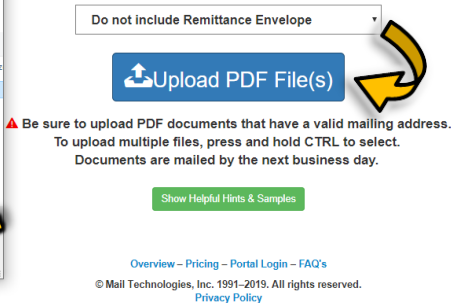 Do not include Remittance Envelope
Upload PDF File(s)
Be sure to upload PDF documents that have a valid mailing address.
To upload multiple files, press and hold CTRL to select.
Documents are mailed by the next business day.
Show Helpful Hints & Samples
Overview – Pricing – Portal Login – FAQ's
© Mail Technologies, Inc. 1991–2019. All rights reserved.
Privacy Policy